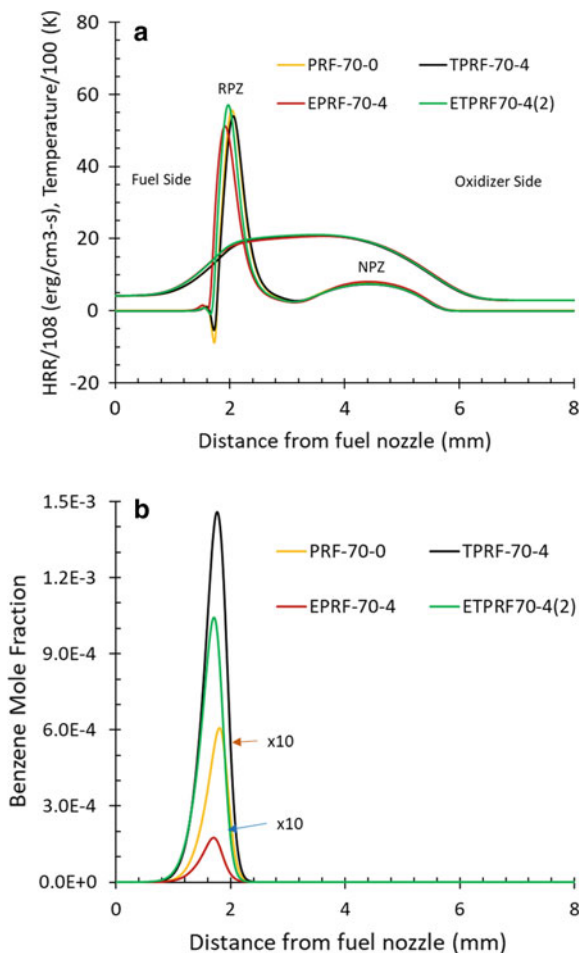 a
80
60
40
20
0
-20
HRR/108 (erg/cm3-s), Temperature/100 (K)
PRF-70-0
TPRF-70-4
EPRF-70-4
ETPRF70-4(2)
RPZ
Fuel Side
Oxidizer Side
NPZ
0 2 4 6 8
Distance from fuel nozzle (mm)
b
1.5E-3
1.2E-3
9.0E-4
6.0E-4
3.0E-4
0.0E+0
Benzene Mole Fraction
PRF-70-0
TPRF-70-4
EPRF-70-4
ETPRF70-4(2)
x10
x10
0 2 4 6 8
Distance from fuel nozzle (mm)